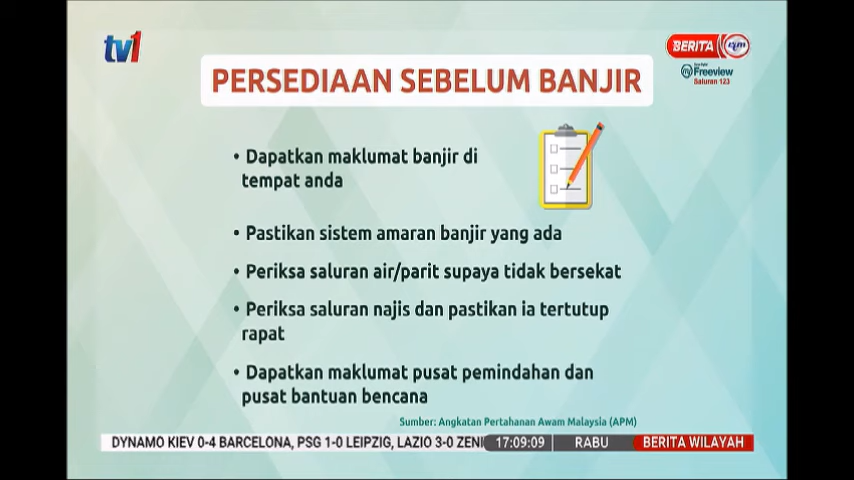 tv1
BERITA rtm
Freeview
Saluran 123
PERSEDIAAN SEBELUM BANJIR
• Dapatkan maklumat banjir di
tempat anda
• Pastikan sistem amaran banjir yang ada
• Periksa saluran air/parit supaya tidak bersekat
• Periksa saluran najis dan pastikan ia tertutup
rapat
• Dapatkan maklumat pusat pemindahan dan
pusat bantuan bencana
Sumber: Angkatan Pertahanan Awam Malaysia (APM)
DYNAMO KIEV 0-4 BARCELONA, PSG 1-0 LEIPZIG, LAZIO 3-0 ZENI 17:09:09 RABU BERITA WILAYAH